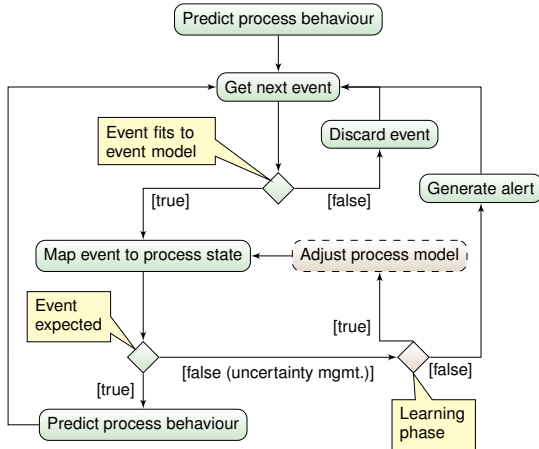 Predict process behaviour
Get next event
Event fits to
event model
Discard event
[true]
[false]
Generate alert
Map event to process state
Adjust process model
Event
expected
[true]
[true]
[false (uncertainty mgmt.)]
[false]
Predict process behaviour
Learning
phase